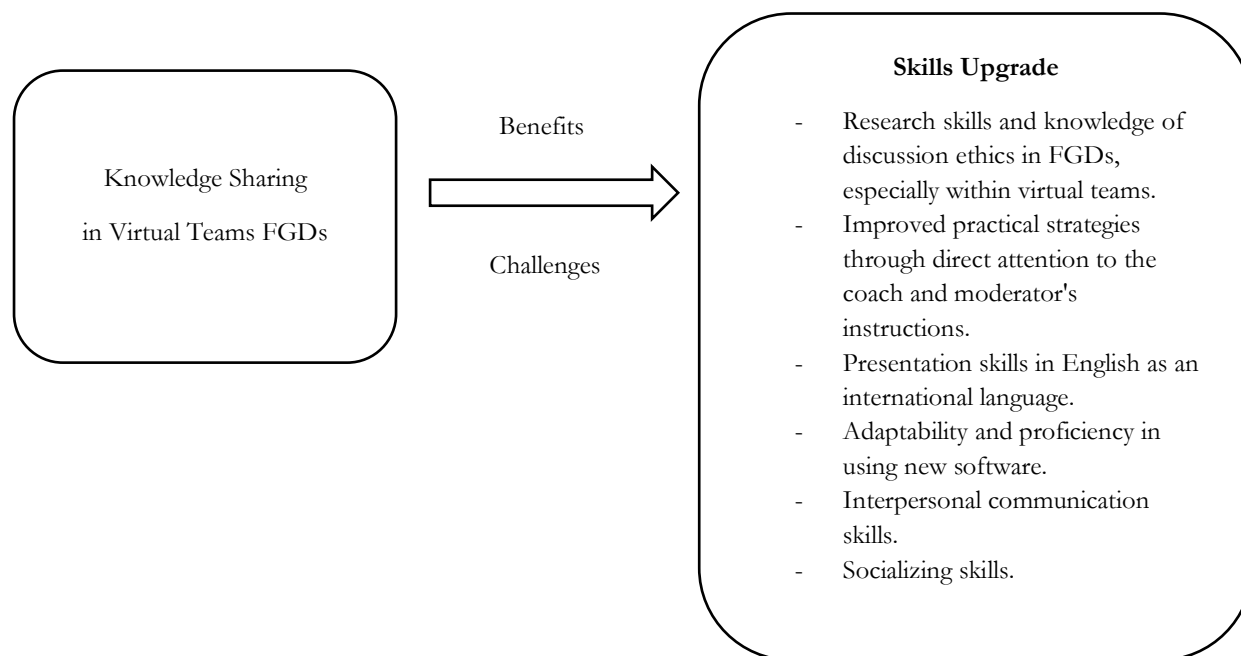 Knowledge Sharing
in Virtual Teams FGDs
Benefits
Challenges
Skills Upgrade
- Research skills and knowledge of
discussion ethics in FGDs,
especially within virtual teams.
- Improved practical strategies
through direct attention to the
coach and moderator's
instructions.
- Presentation skills in English as an
international language.
- Adaptability and proficiency in
using new software.
- Interpersonal communication
skills.
- Socializing skills.